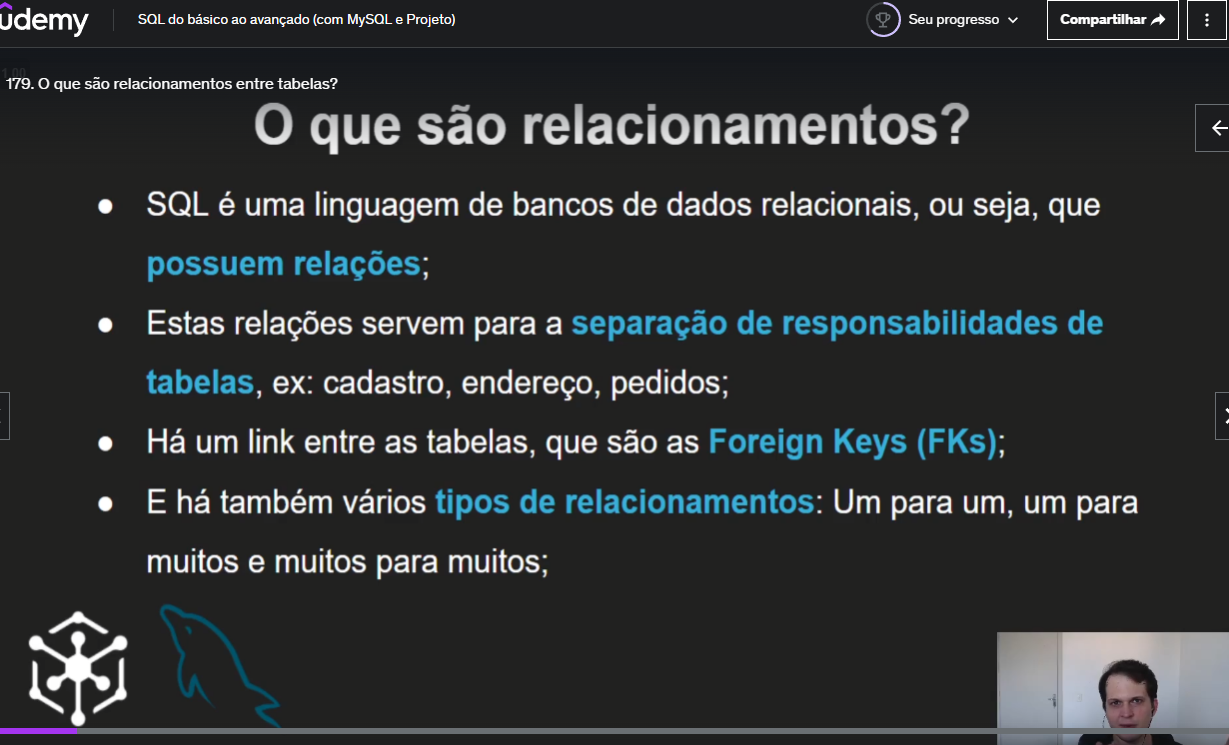 udemy
SQL do básico ao avançado (com MySQL e Projeto)
Seu progresso
Compartilhar
1.00
179. O que são relacionamentos entre tabelas?
O que são relacionamentos?
● SQL é uma linguagem de bancos de dados relacionais, ou seja, que
possuem relações;
● Estas relações servem para a separação de responsabilidades de
tabelas, ex: cadastro, endereço, pedidos;
● Há um link entre as tabelas, que são as Foreign Keys (FKs);
● E há também vários tipos de relacionamentos: Um para um, um para
muitos e muitos para muitos;